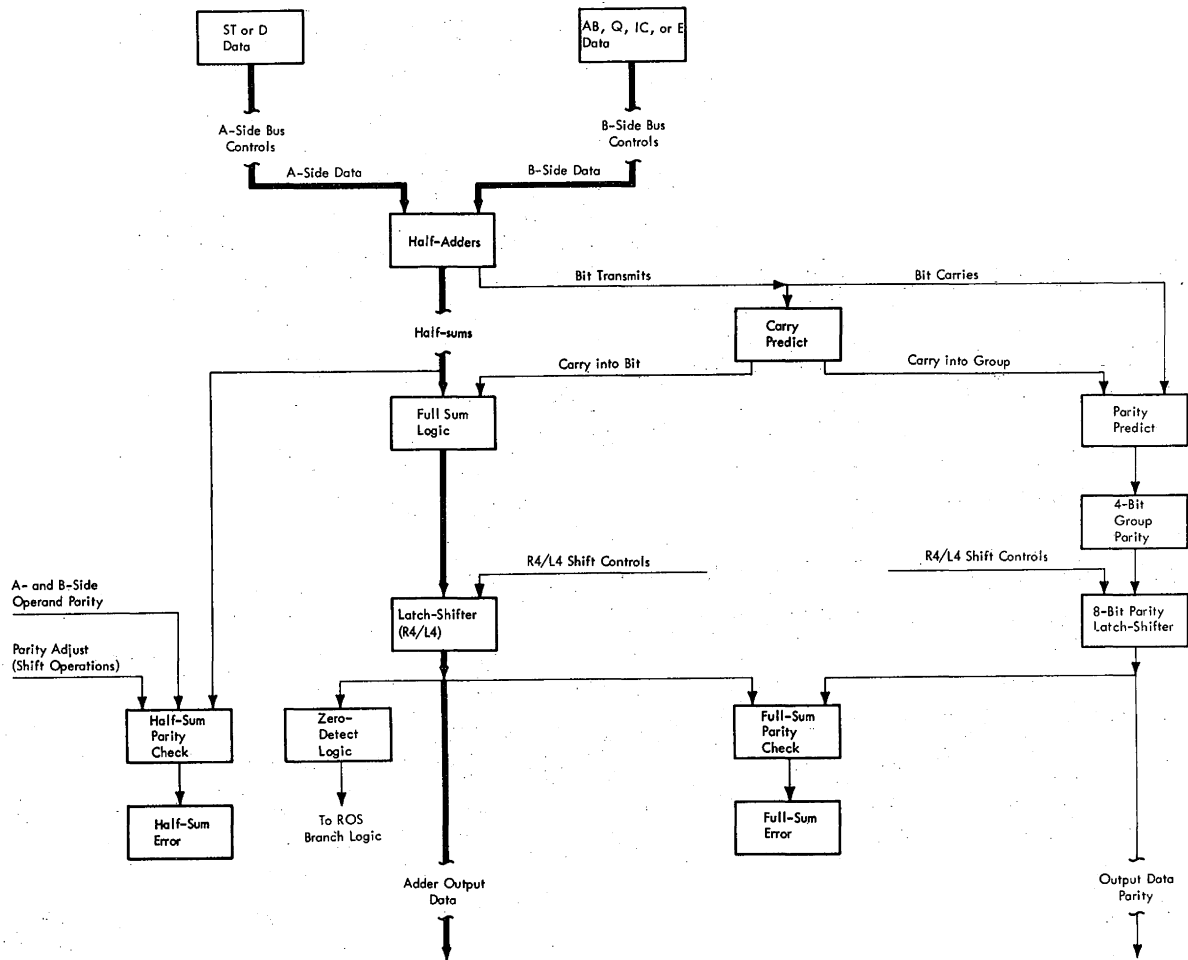 ST or D
Data
AB, Q, IC, or E
Data
A-Side Bus
Controls
B-Side Bus
Controls
A-Side Data
B-Side Data
Half-Adders
Bit Transmits
Bit Carries
Half-sums
Carry
Predict
Carry into Bit
Carry into Group
Full Sum
Logic
Parity
Predict
4-Bit
Group
Parity
R4/L4 Shift Controls
R4/L4 Shift Controls
A- and B-Side
Operand Parity
Latch-Shifter
(R4/L4)
8-Bit Parity
Latch-Shifter
Parity Adjust
(Shift Operations)
Half-Sum
Parity
Check
Zero-
Detect
Logic
Full-Sum
Parity
Check
Half-Sum
Error
To ROS
Branch Logic
Full-Sum
Error
Adder Output
Data
Output Data
Parity